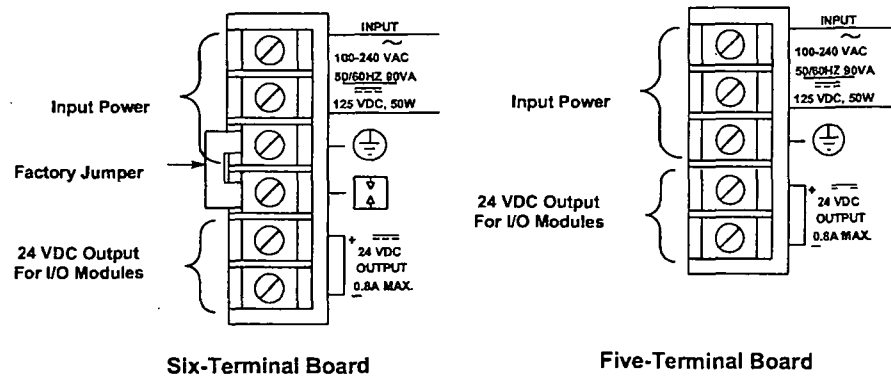 INPUT
100-240 VAC
50/60HZ 90VA
125 VDC, 50W
Input Power
Factory Jumper
24 VDC Output
For I/O Modules
+
24 VDC
OUTPUT
0.8A MAX.
Six-Terminal Board
INPUT
100-240 VAC
50/60HZ 90VA
125 VDC, 50W
Input Power
24 VDC Output
For I/O Modules
+
24 VDC
OUTPUT
0.8A MAX.
Five-Terminal Board